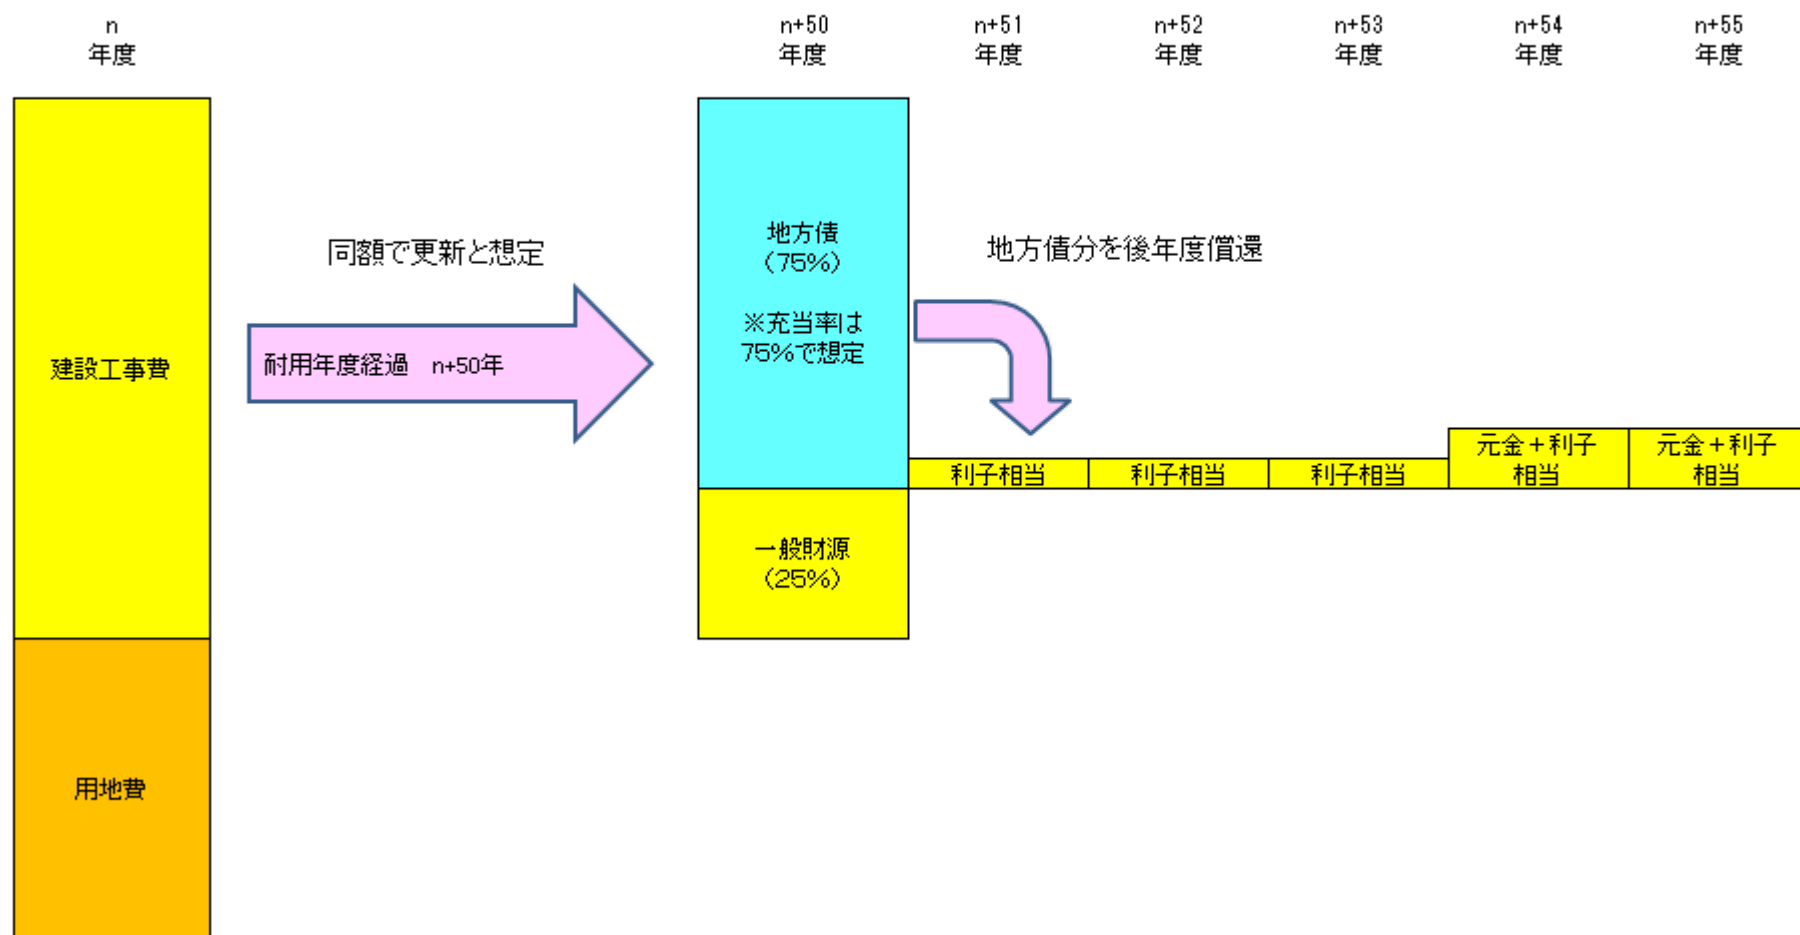 n
年度
n+50
年度
n+51
年度
n+52
年度
n+53
年度
n+54
年度
n+55
年度
同額で更新と想定
耐用年度経過　n+50年
建設工事費
用地費
地方債
（75％）
※充当率は
75％で想定
一般財源
（25％）
地方債分を後年度償還
利子相当
利子相当
利子相当
元金＋利子
相当
元金＋利子
相当